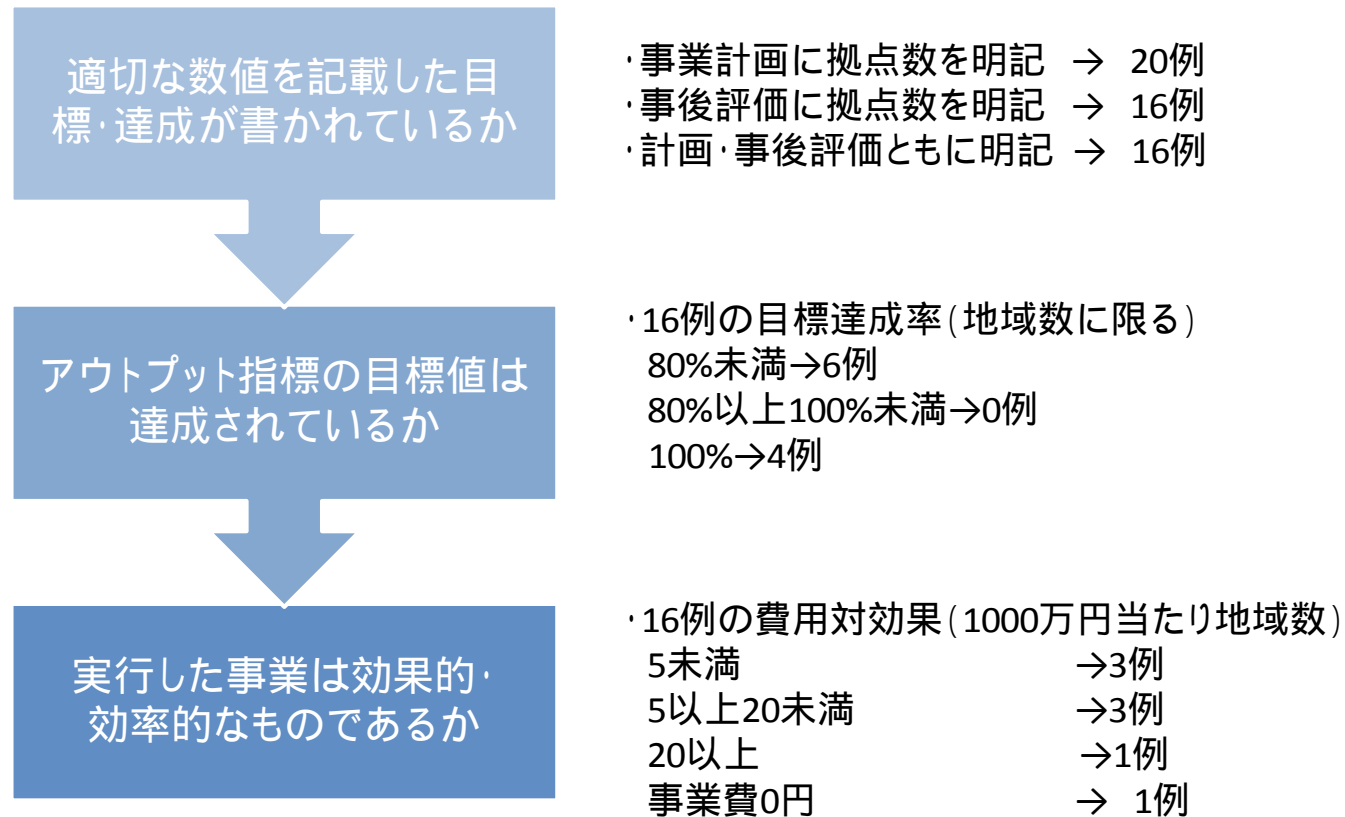 適切な数値を記載した目
標・達成が書かれているか
・事業計画に拠点数を明記 → 20例
・事後評価に拠点数を明記 → 16例
・計画・事後評価ともに明記 → 16例
アウトプット指標の目標値は
達成されているか
・16例の目標達成率(地域数に限る)
80%未満→6例
80%以上100%未満→0例
100%→4例
実行した事業は効果的・
効率的なものであるか
・16例の費用対効果(1000万円当たり地域数)
5未満 →3例
5以上20未満 →3例
20以上 →1例
事業費0円 → 1例